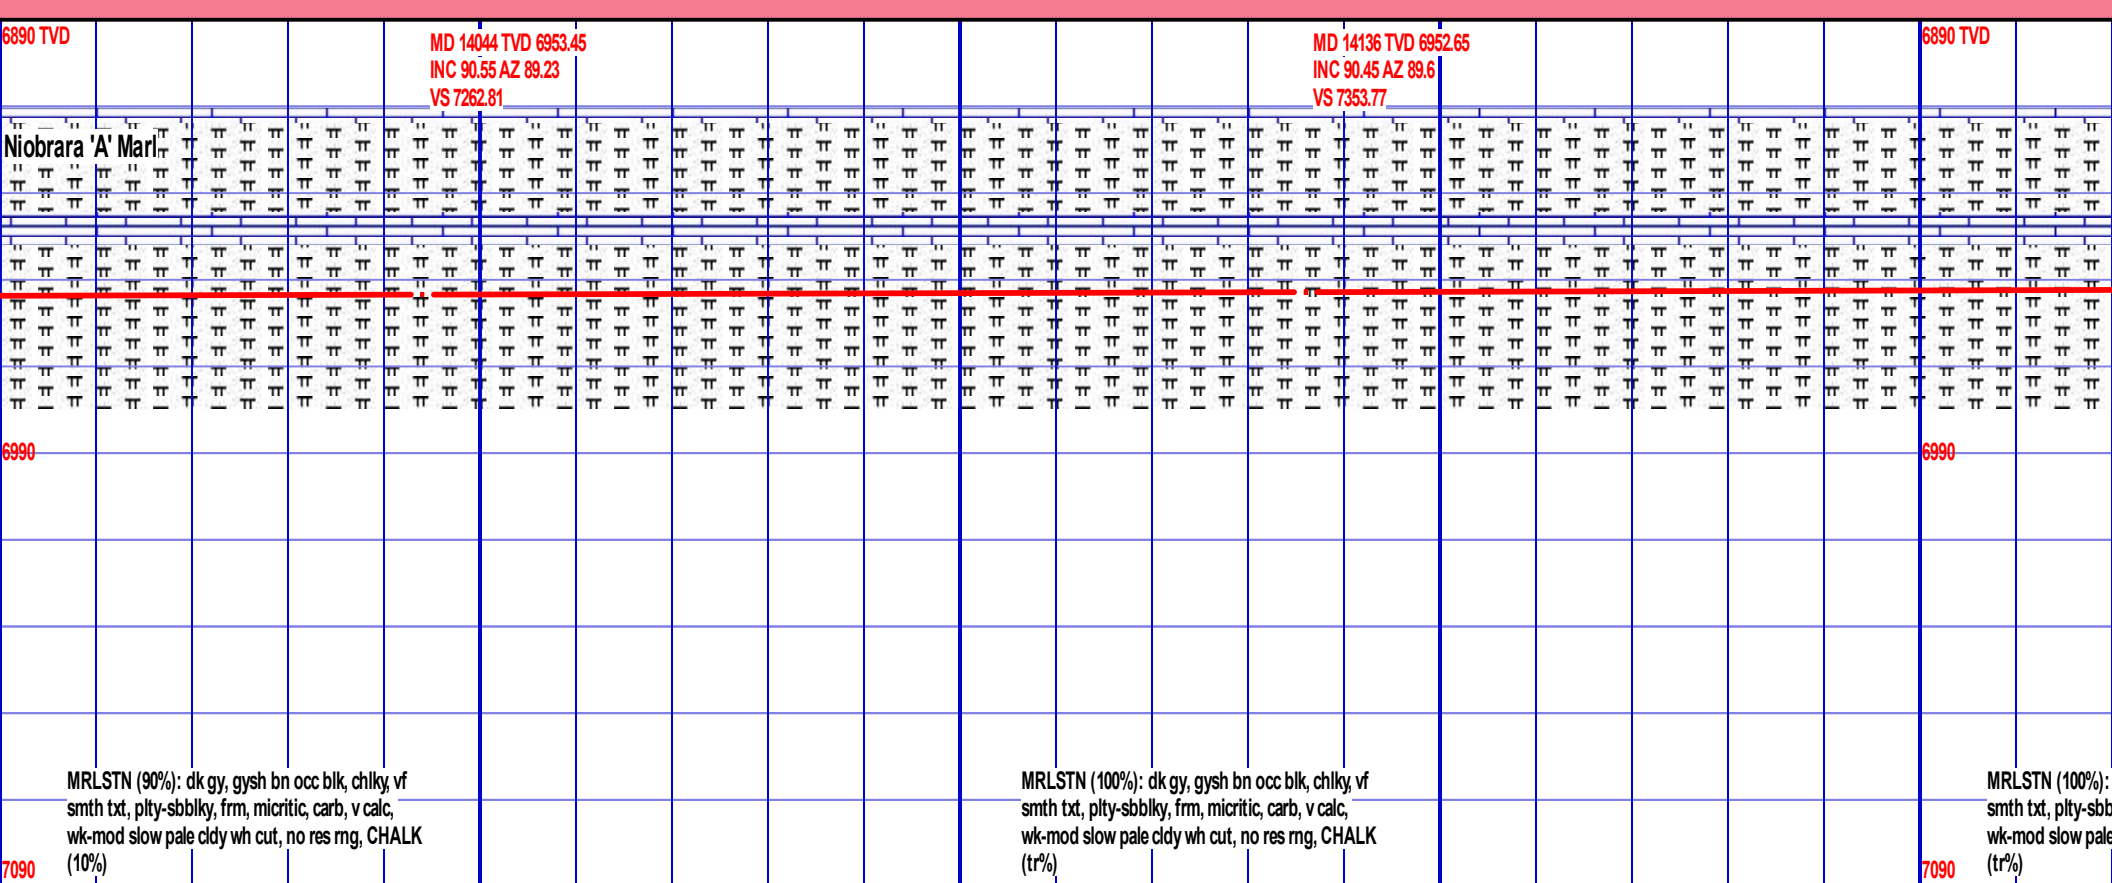 6890 TVD
MD 14044 TVD 6953.45
INC 90.55 AZ 89.23
VS 7262.81
MD 14136 TVD 6952.65
INC 90.45 AZ 89.6
VS 7353.77
6890 TVD
Niobrara 'A' Marl
6990
6990
MRLSTN (90%): dk gy, gysh bn occ blk, chlky, vf
smth txt, plty-sbblky, frm, micritic, carb, v calc,
wk-mod slow pale cldy wh cut, no res rng, CHALK
(10%)
MRLSTN (100%): dk gy, gysh bn occ blk, chlky, vf
smth txt, plty-sbblky, frm, micritic, carb, v calc,
wk-mod slow pale cldy wh cut, no res rng, CHALK
(tr%)
MRLSTN (100%):
smth txt, plty-sbb
wk-mod slow pale
(tr%)
7090
7090